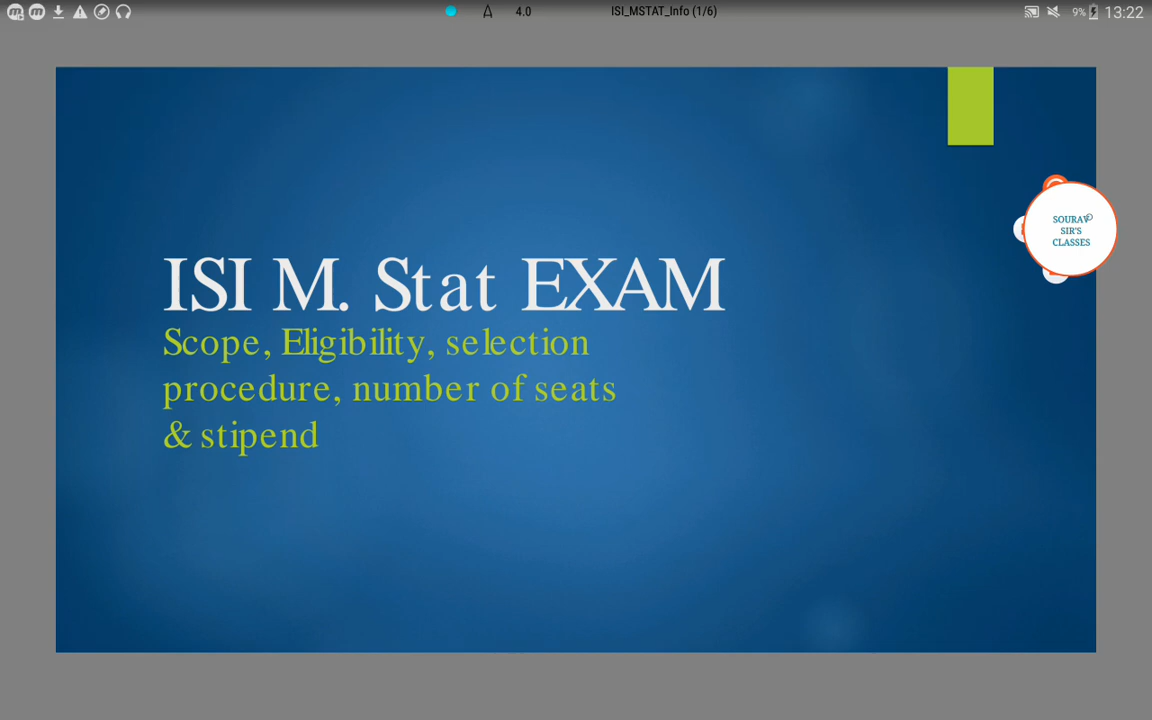 4.0
ISI_MSTAT_Info (1/6)
9%
13:22
SOURAV
SIR'S
CLASSES
ISI M. Stat EXAM
Scope, Eligibility, selection
procedure, number of seats
& stipend